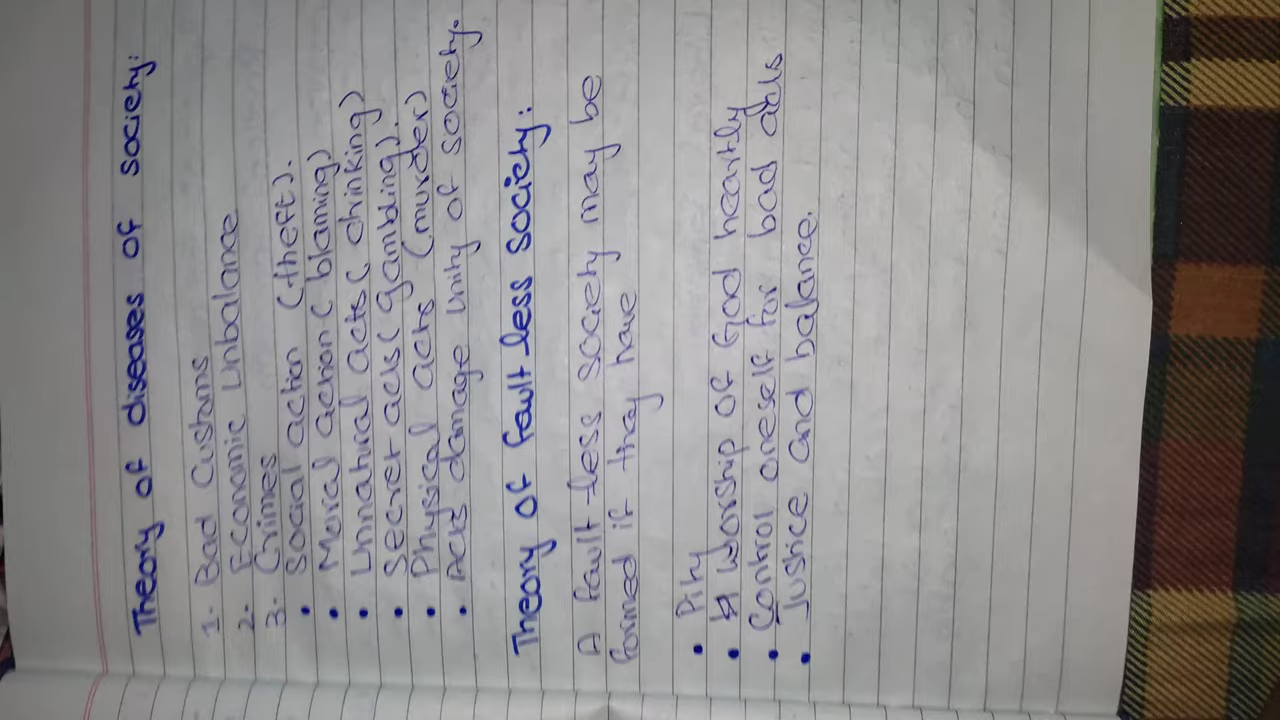 Theory of diseases of society:
1. Bad Customs
2. Economic Unbalance
3. Crimes
• Social action (theft).
• Moral action (blaming)
• Unnatural acts (drinking)
• Secret acts (gambling).
• Physical acts (murder)
• Acts damage unity of society.
Theory of fault-less society:
A fault-less society may be
formed if they have
• Pity
• Worship of God heartly
• Control oneself for bad acts
• Justice and balance.